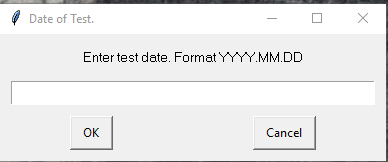 Date of Test.
Enter test date. Format YYYY.MM.DD
OK Cancel